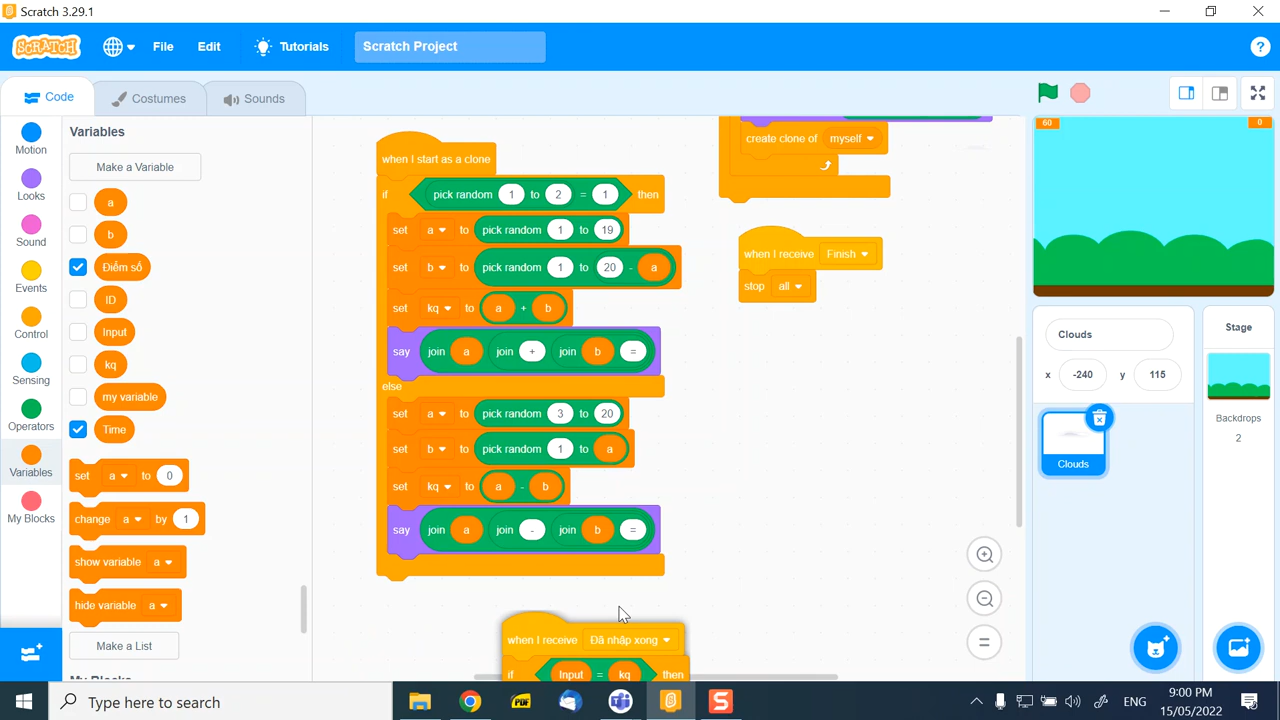 Scratch 3.29.1
SCRATCH
File
Edit
Tutorials
Scratch Project
?
Code
Costumes
Sounds
Motion
Looks
Sound
Events
Control
Sensing
Operators
Variables
My Blocks
Variables
Make a Variable
a
b
Điểm số
ID
Input
kq
my variable
Time
set a to 0
change a by 1
show variable a
hide variable a
Make a List
when I start as a clone
if pick random 1 to 2 = 1 then
set a to pick random 1 to 19
set b to pick random 1 to 20 - a
set kq to a + b
say join a join + join b =
else
set a to pick random 3 to 20
set b to pick random 1 to a
set kq to a - b
say join a join - join b =
when I receive Đã nhập xong
if Input = kq then
create clone of myself
when I receive Finish
stop all
60
0
Clouds
x -240 y 115
Clouds
Stage
Backdrops
2
Type here to search
PDF
ENG
9:00 PM
15/05/2022